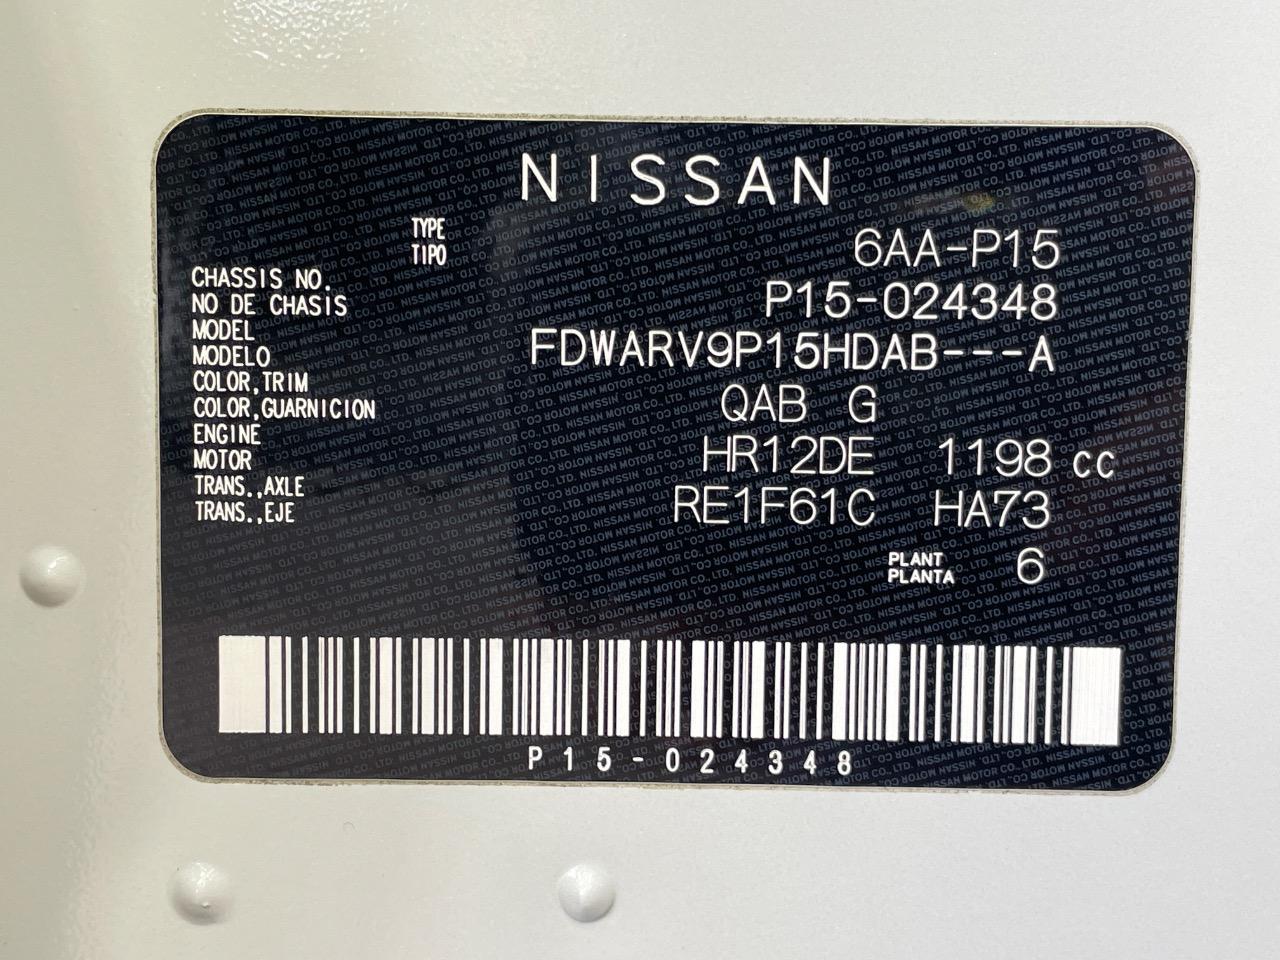 NISSAN
TYPE
TIPO 6AA-P15
CHASSIS NO.
NO DE CHASIS P15-024348
MODEL
MODELO FDWARV9P15HDAB---A
COLOR,TRIM
COLOR,GUARNICION QAB G
ENGINE
MOTOR HR12DE 1198 cc
TRANS.,AXLE
TRANS.,EJE RE1F61C HA73
PLANT
PLANTA 6
P15-024348